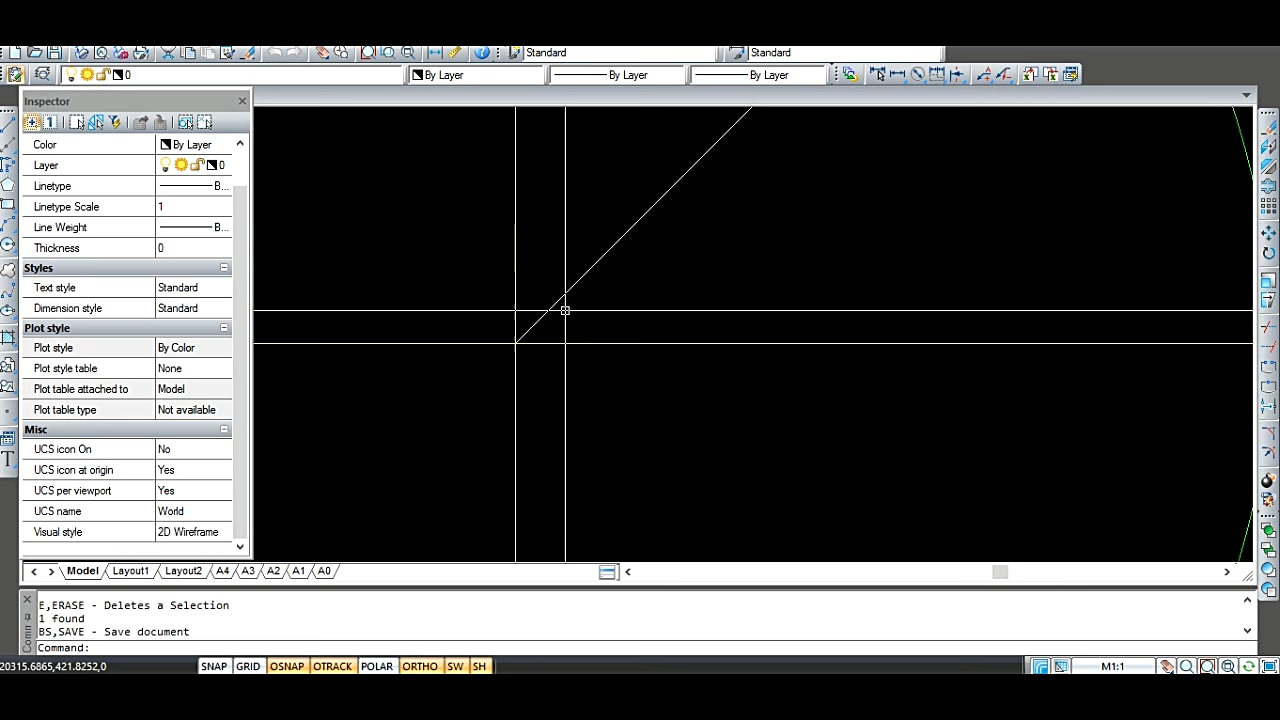 Standard Standard
0 By Layer By Layer By Layer
Inspector
1
Color By Layer
Layer 0
Linetype B...
Linetype Scale 1
Line Weight B...
Thickness 0
Styles
Text style Standard
Dimension style Standard
Plot style
Plot style By Color
Plot style table None
Plot table attached to Model
Plot table type Not available
Misc
UCS icon On No
UCS icon at origin Yes
UCS per viewport Yes
UCS name World
Visual style 2D Wireframe
T
Model Layout1 Layout2 A4 A3 A2 A1 A0
E,ERASE - Deletes a Selection
1 found
BS,SAVE - Save document
Comm
Command:
20315.6865,421.8252,0 SNAP GRID OSNAP OTRACK POLAR ORTHO SW SH M1:1